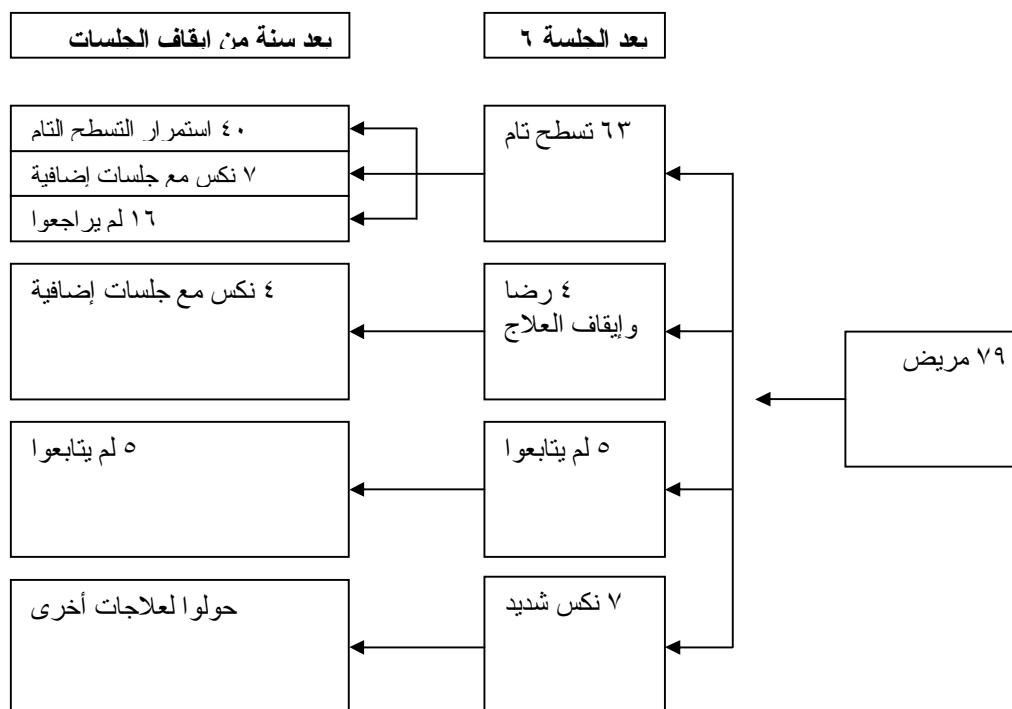 بعد الجلسة ٦
بعد سنة من ايقاف الجلسات
٧٩ مريض
٦٣ تسطح تام
٤٠ استمرار التسطح التام
٧ نكس مع جلسات إضافية
١٦ لم يراجعوا
٤ رضا
وإيقاف العلاج
٤ نكس مع جلسات إضافية
٥ لم يتابعوا
٥ لم يتابعوا
٧ نكس شديد
حولوا لعلاجات أخرى